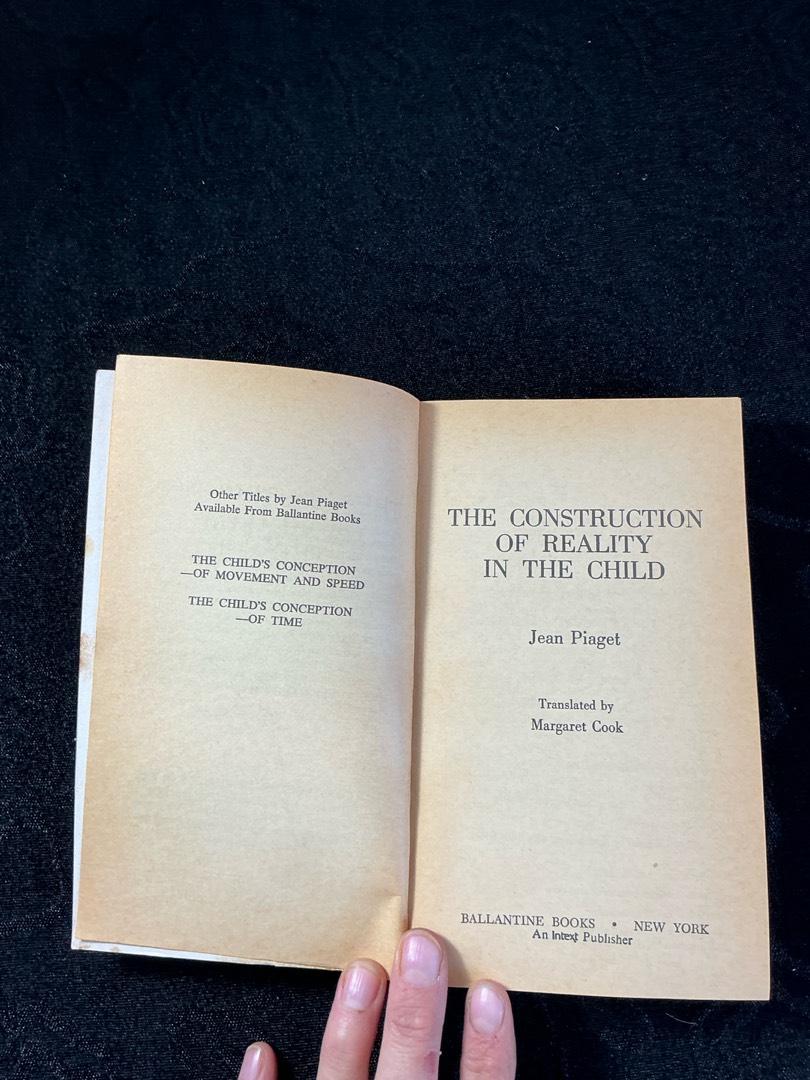 Other Titles by Jean Piaget
Available From Ballantine Books
THE CHILD'S CONCEPTION
—OF MOVEMENT AND SPEED
THE CHILD'S CONCEPTION
—OF TIME
THE CONSTRUCTION
OF REALITY
IN THE CHILD
Jean Piaget
Translated by
Margaret Cook
BALLANTINE BOOKS • NEW YORK
An Intext Publisher